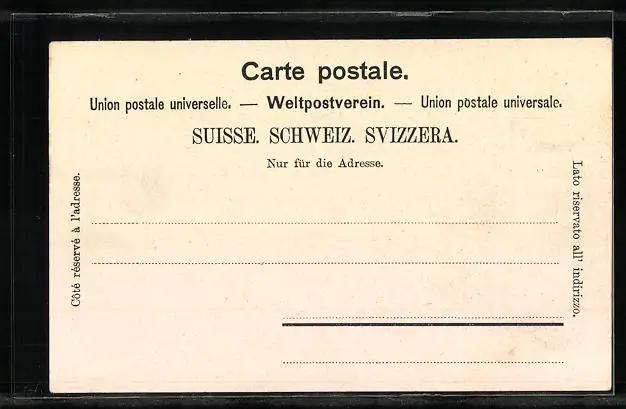 Carte postale.
Union postale universelle. — Weltpostverein. — Union postale universale.
SUISSE. SCHWEIZ. SVIZZERA.
Nur für die Adresse.
Côté réservé à l'adresse.
Lato riservato all' indirizzo.